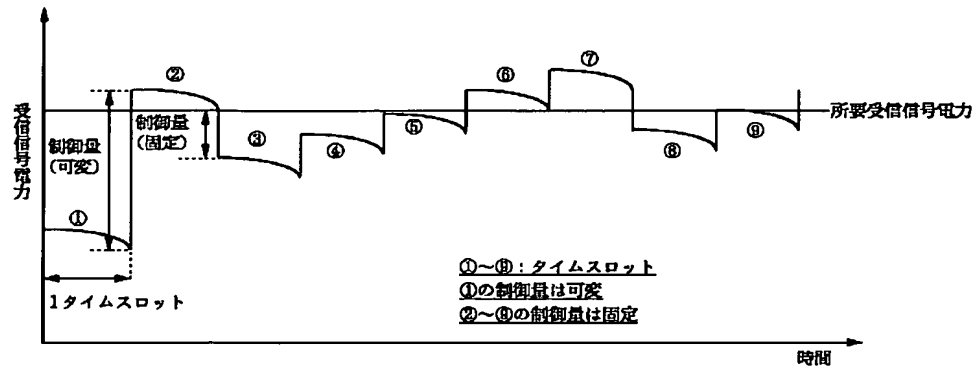 受信信号電力
制御量
(可変)
①
②
制御量
(固定)
③
④
⑤
⑥
⑦
⑧
⑨
所要受信信号電力
1タイムスロット
①～⑨：タイムスロット
①の制御量は可変
②～⑨の制御量は固定
時間